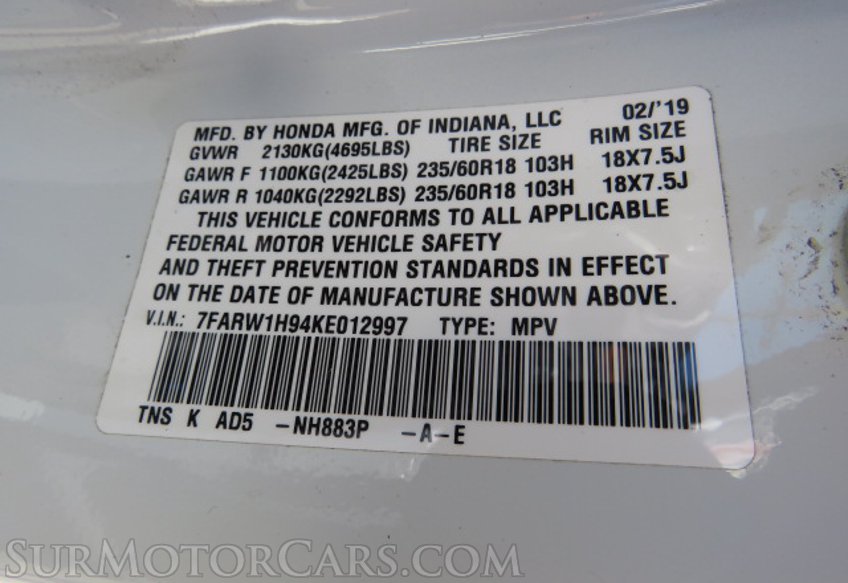 MFD. BY HONDA MFG. OF INDIANA, LLC 02/'19
GVWR 2130KG(4695LBS) TIRE SIZE RIM SIZE
GAWR F 1100KG(2425LBS) 235/60R18 103H 18X7.5J
GAWR R 1040KG(2292LBS) 235/60R18 103H 18X7.5J
THIS VEHICLE CONFORMS TO ALL APPLICABLE
FEDERAL MOTOR VEHICLE SAFETY
AND THEFT PREVENTION STANDARDS IN EFFECT
ON THE DATE OF MANUFACTURE SHOWN ABOVE.
V.I.N.: 7FARW1H94KE012997 TYPE: MPV
TNS K AD5 -NH883P -A-E
SURMOTORCARS.COM